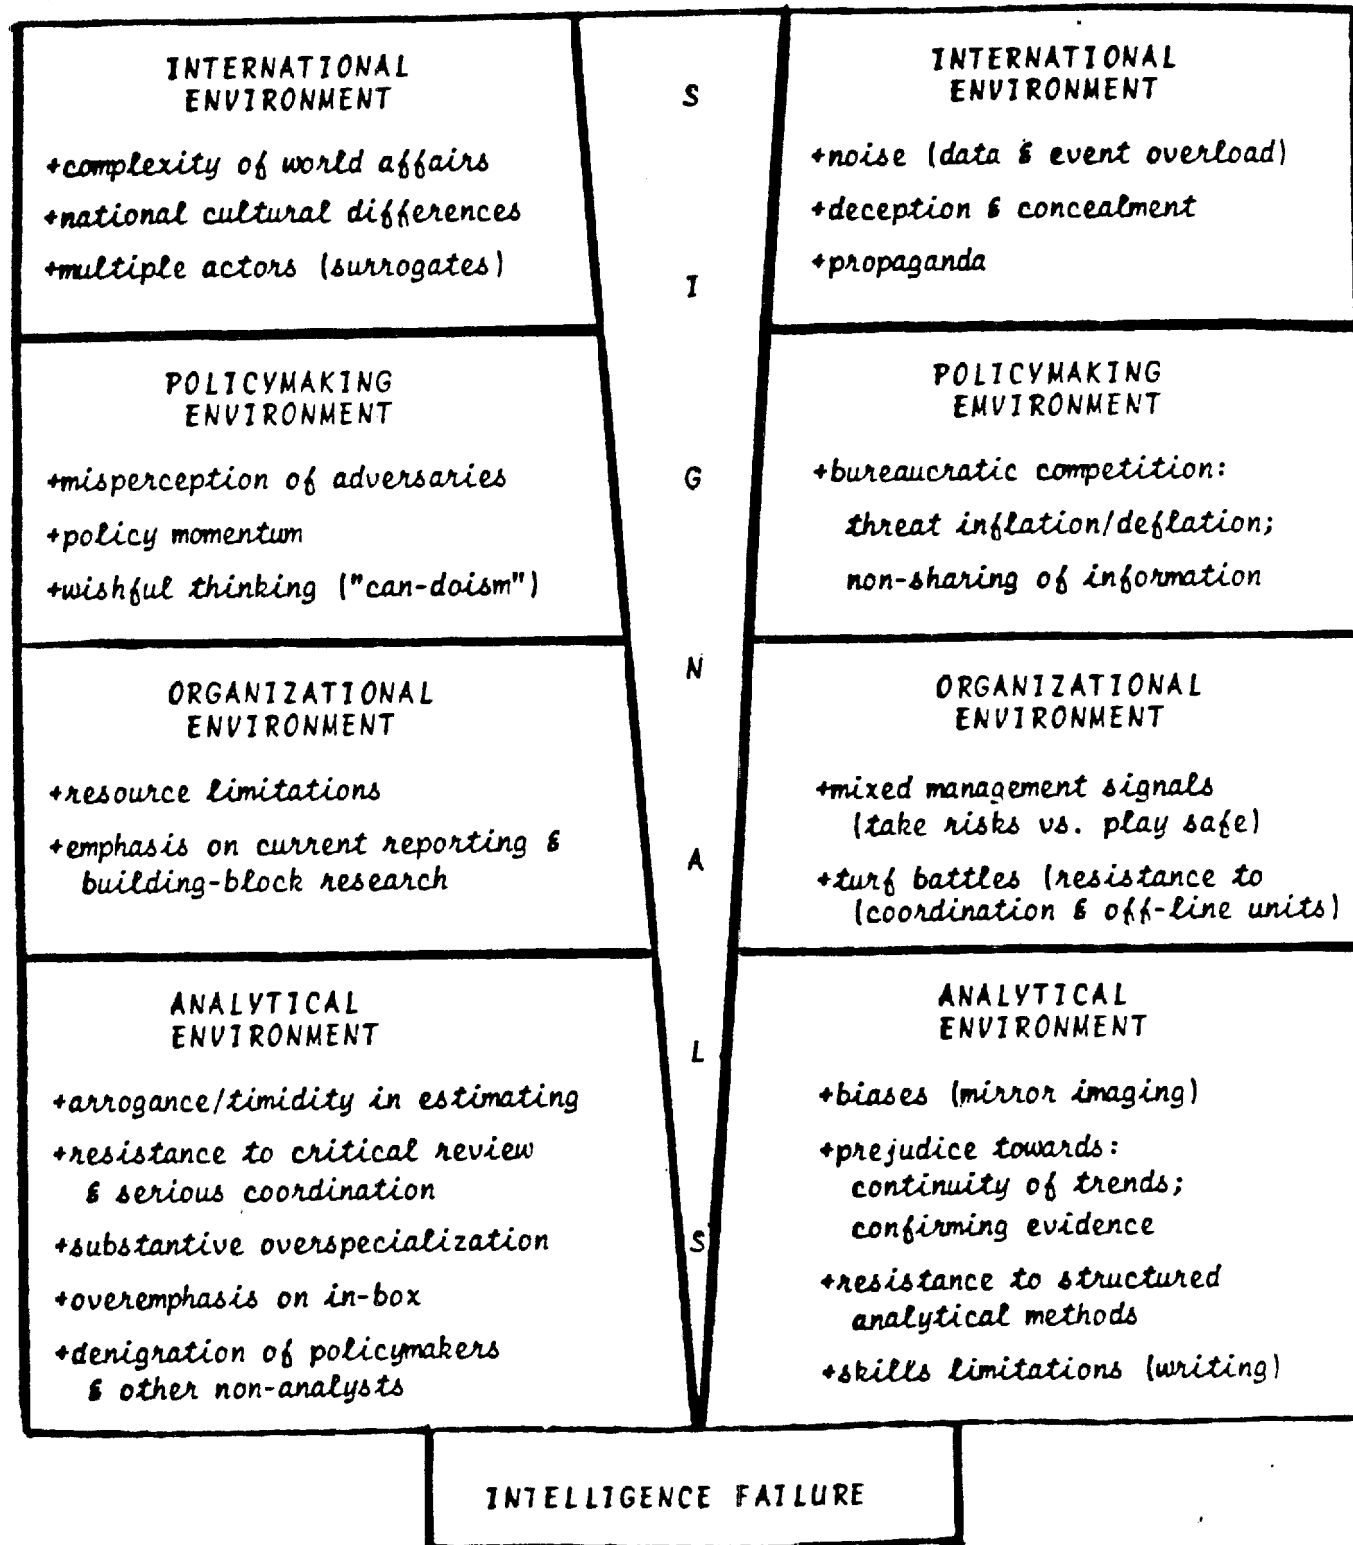 INTERNATIONAL
ENVIRONMENT
+complexity of world affairs
+national cultural differences
+multiple actors (surrogates)
POLICYMAKING
ENVIRONMENT
+misperception of adversaries
+policy momentum
+wishful thinking ("can-doism")
ORGANIZATIONAL
ENVIRONMENT
+resource limitations
+emphasis on current reporting &
building-block research
ANALYTICAL
ENVIRONMENT
+arrogance/timidity in estimating
+resistance to critical review
& serious coordination
+substantive overspecialization
+overemphasis on in-box
+denigration of policymakers
& other non-analysts
S
I
G
N
A
L
S
INTERNATIONAL
ENVIRONMENT
+noise (data & event overload)
+deception & concealment
+propaganda
POLICYMAKING
EMVIRONMENT
+bureaucratic competition:
threat inflation/deflation;
non-sharing of information
ORGANIZATIONAL
ENVIRONMENT
+mixed management signals
(take risks vs. play safe)
+turf battles (resistance to
(coordination & off-line units)
ANALYTICAL
ENVIRONMENT
+biases (mirror imaging)
+prejudice towards:
continuity of trends;
confirming evidence
+resistance to structured
analytical methods
+skills limitations (writing)
INTELLIGENCE FAILURE